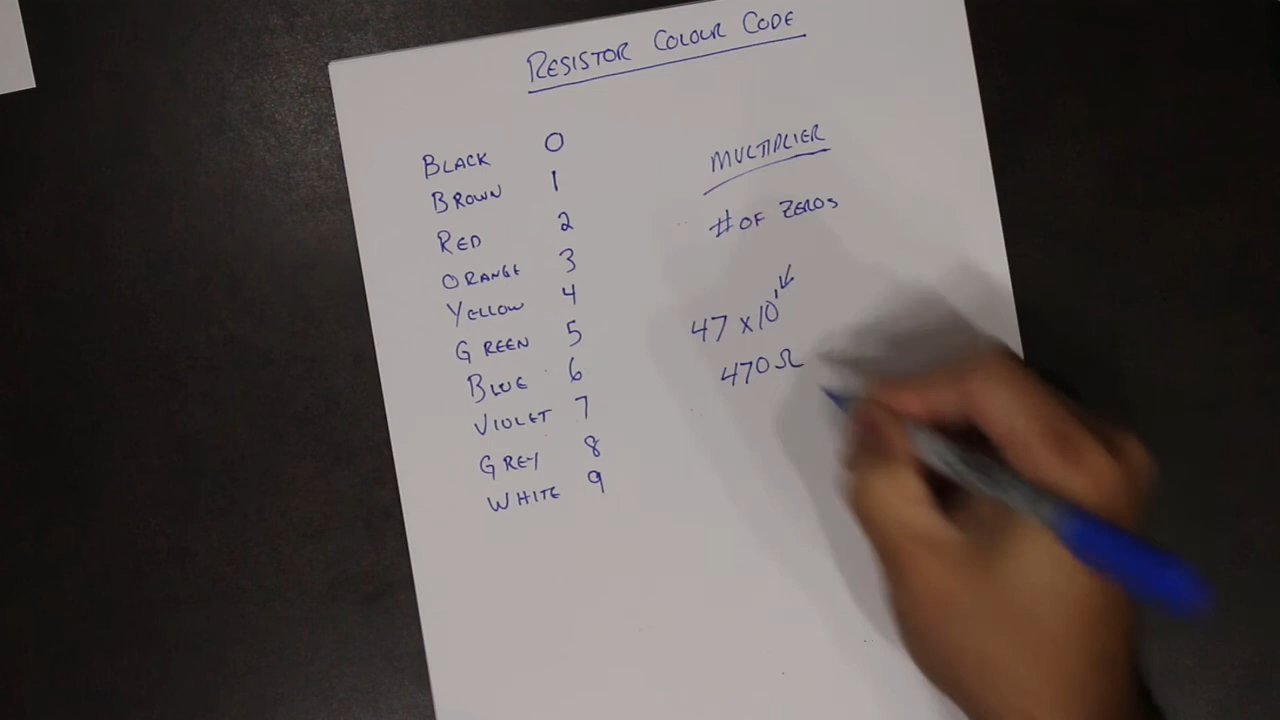 RESISTOR COLOUR CODE
BLACK 0
BROWN 1
RED 2
ORANGE 3
YELLOW 4
GREEN 5
BLUE 6
VIOLET 7
GREY 8
WHITE 9
MULTIPLIER
# OF ZEROS
47 x 10¹
470 Ω